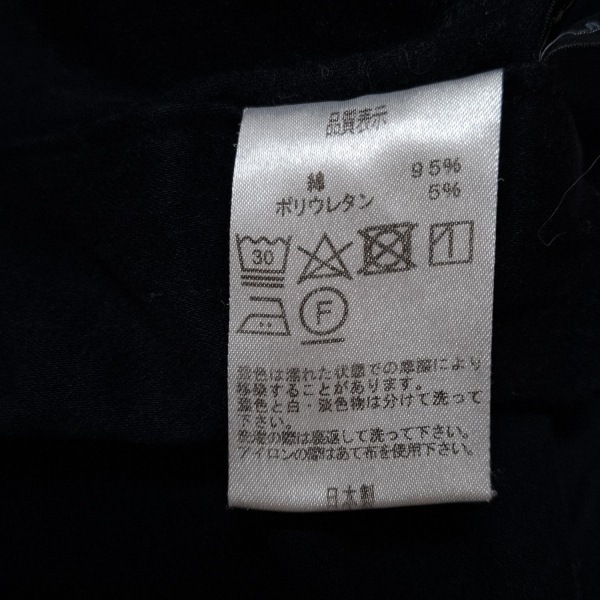 品質表示
綿 95%
ポリウレタン 5%
30
F
濃色は濡れた状態での摩擦により
移染することがあります。
濃色と白・淡色物は分けて洗って
下さい。
洗濯の際は裏返して洗って下さい。
アイロンの際はあて布を使用下さい。
日本製